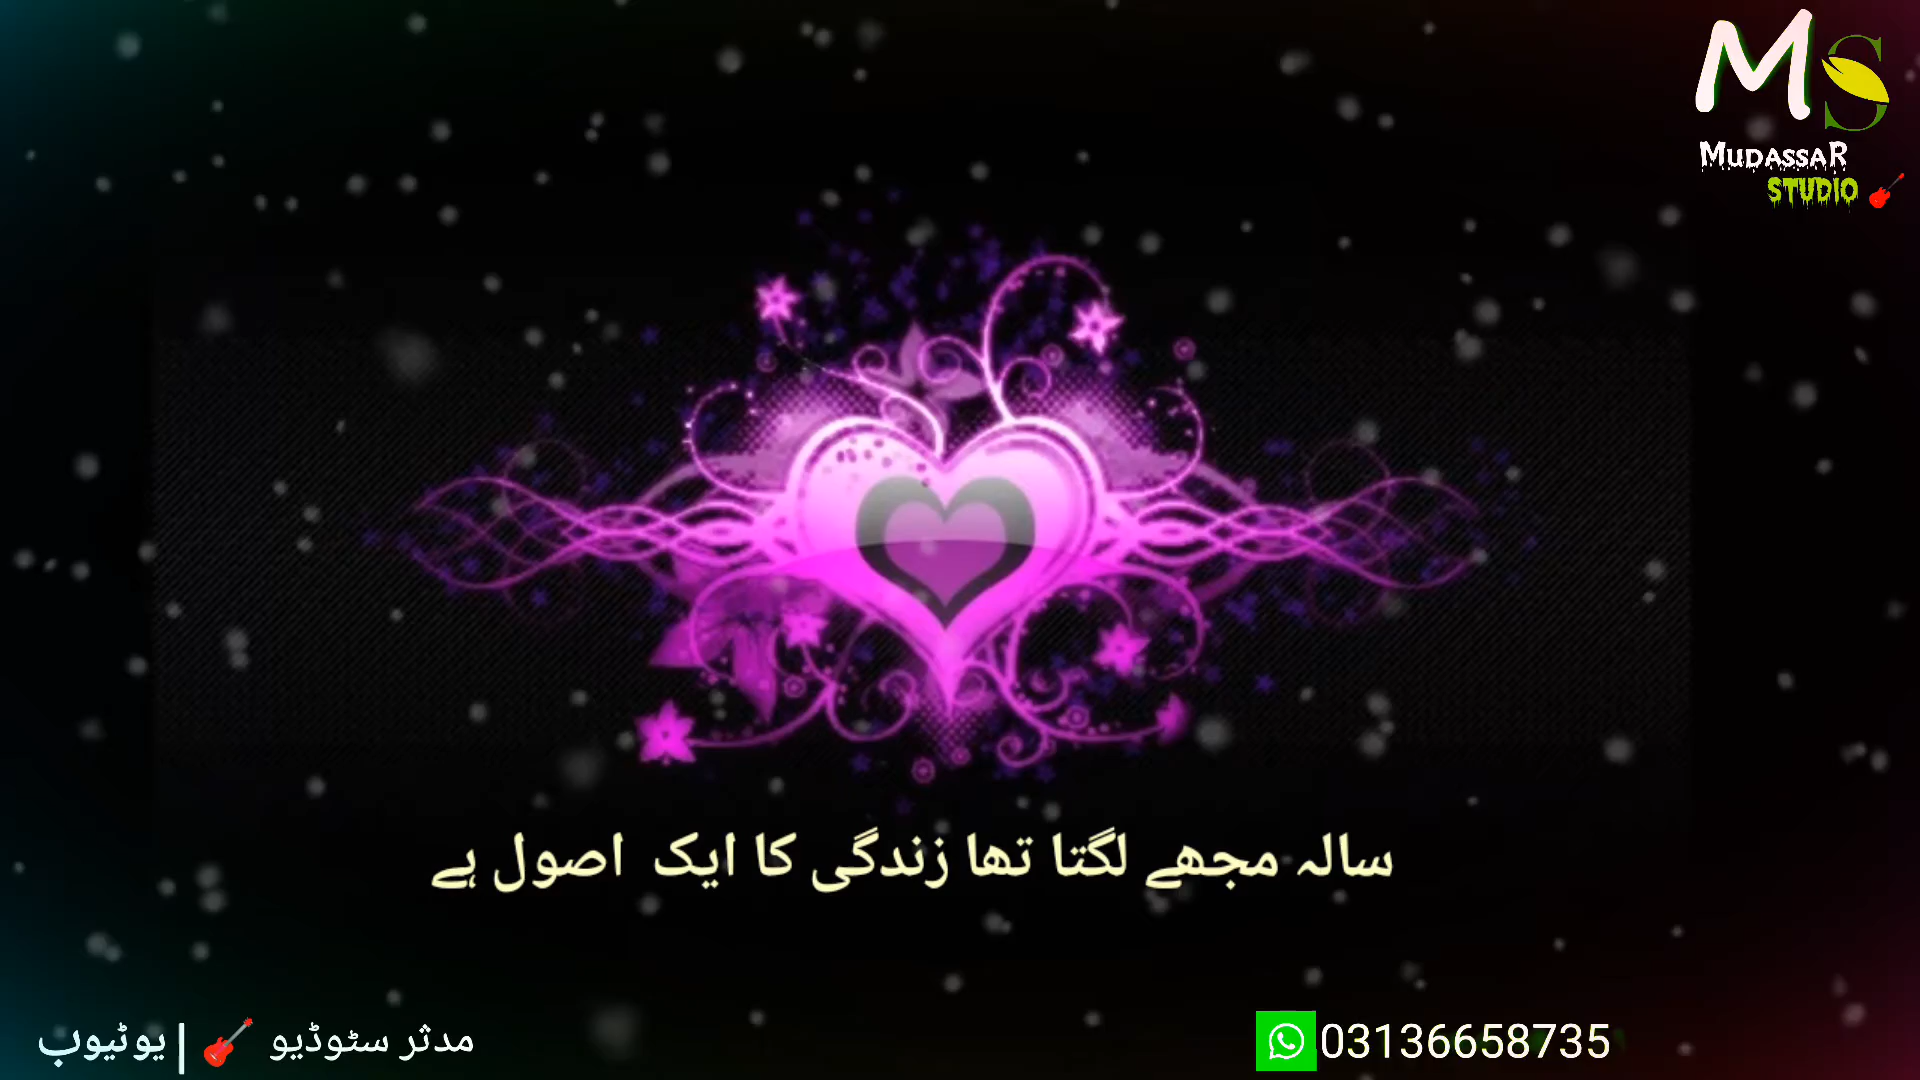 MS
MUDASSAR
STUDIO
سالہ مجھے لگتا تھا زندگی کا ایک اصول ہے
مدثر سٹوڈیو | یوٹیوب
03136658735